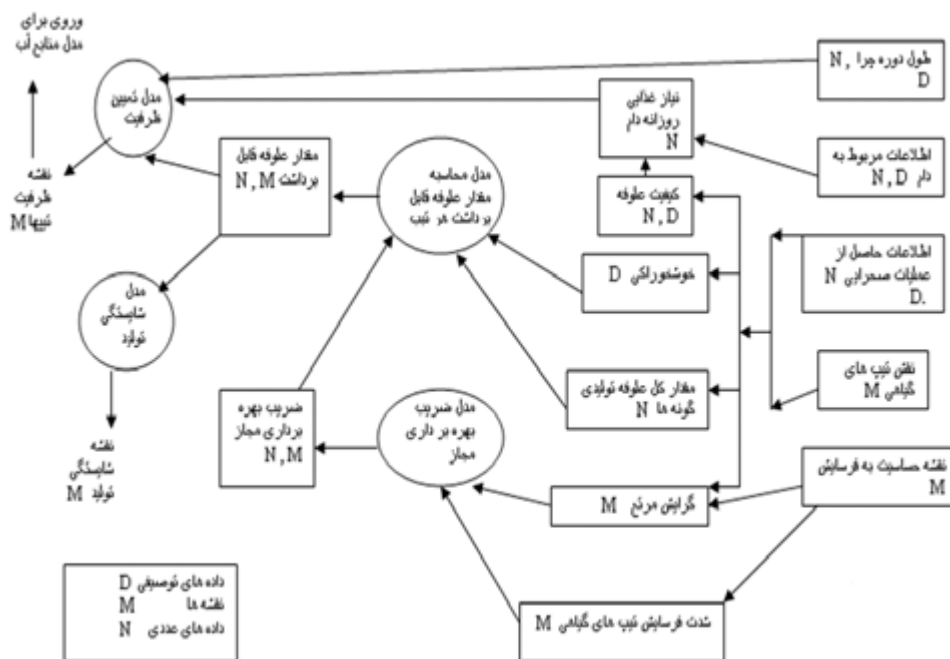 وروی برای
مدل منابع آب
طول دوره چرا , N
D
مدل تعیین
ظرفیت
نیاز غذایی
روزانه دام
N
مقدار علوفه قابل
برداشت N,M
مدل محاسبه
مقدار علوفه قابل
برداشت هر تیپ
اطلاعات مربوط به
دام N,D
نقشه
ظرفیت
تیپها M
کیفیت علوفه
N,D
اطلاعات حاصل از
عملیات صحرایی N
D.
خوشخوراکی D
مدل
شایستگی
تولید
نقش تیپ های
گیاهی M
مقدار کل علوفه تولیدی
گونه ها N
ضریب بهره
برداری مجاز
N,M
مدل ضریب
بهره برداری
مجاز
نقشه
شایستگی
تولید M
نقشه حساسیت به فرسایش
M
گرایش مرتع M
شدت فرسایش تیپ های گیاهی M
داده های توصیفی D
نقشه ها M
داده های عددی N